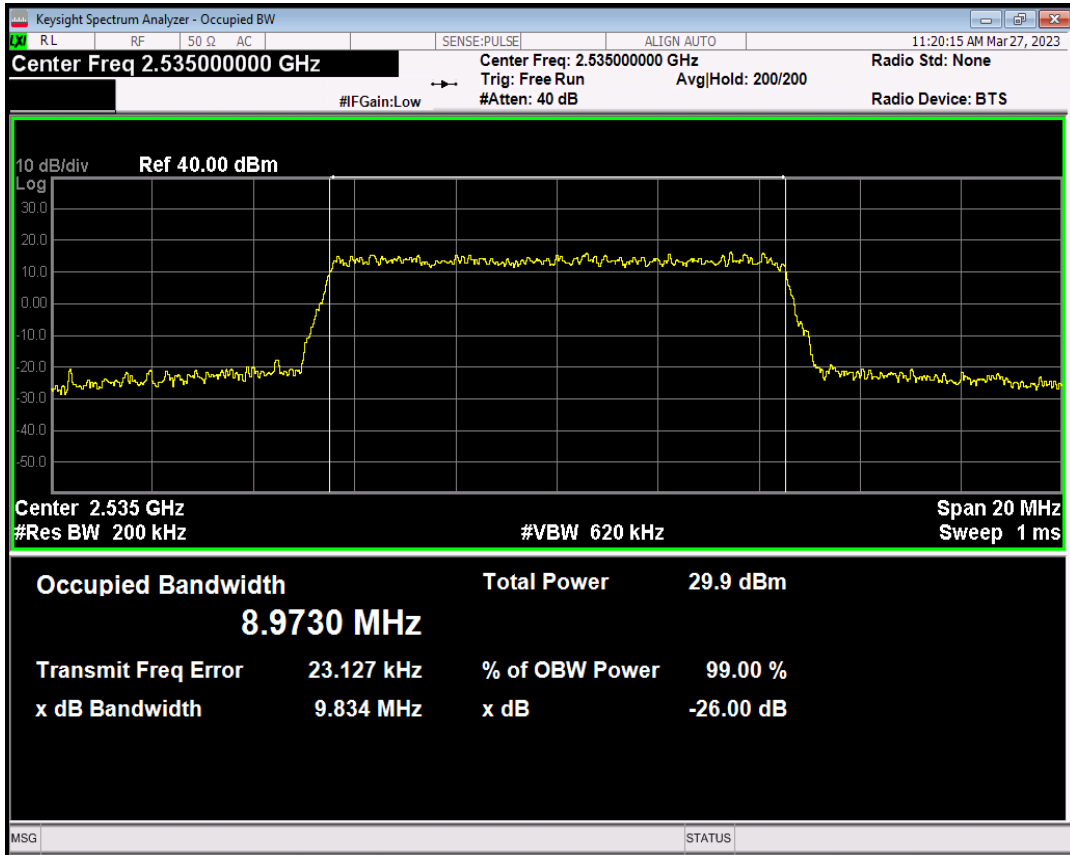 Keysight Spectrum Analyzer - Occupied BW
LXI RL RF 50 Ω AC SENSE:PULSE ALIGN AUTO 11:20:15 AM Mar 27, 2023
Center Freq 2.535000000 GHz Center Freq: 2.535000000 GHz Radio Std: None
Trig: Free Run Avg|Hold: 200/200
#IFGain:Low #Atten: 40 dB Radio Device: BTS
10 dB/div Ref 40.00 dBm
Log
30.0
20.0
10.0
0.00
-10.0
-20.0
-30.0
-40.0
-50.0
Center 2.535 GHz Span 20 MHz
#Res BW 200 kHz #VBW 620 kHz Sweep 1 ms
Occupied Bandwidth Total Power 29.9 dBm
8.9730 MHz
Transmit Freq Error 23.127 kHz % of OBW Power 99.00 %
x dB Bandwidth 9.834 MHz x dB -26.00 dB
MSG STATUS